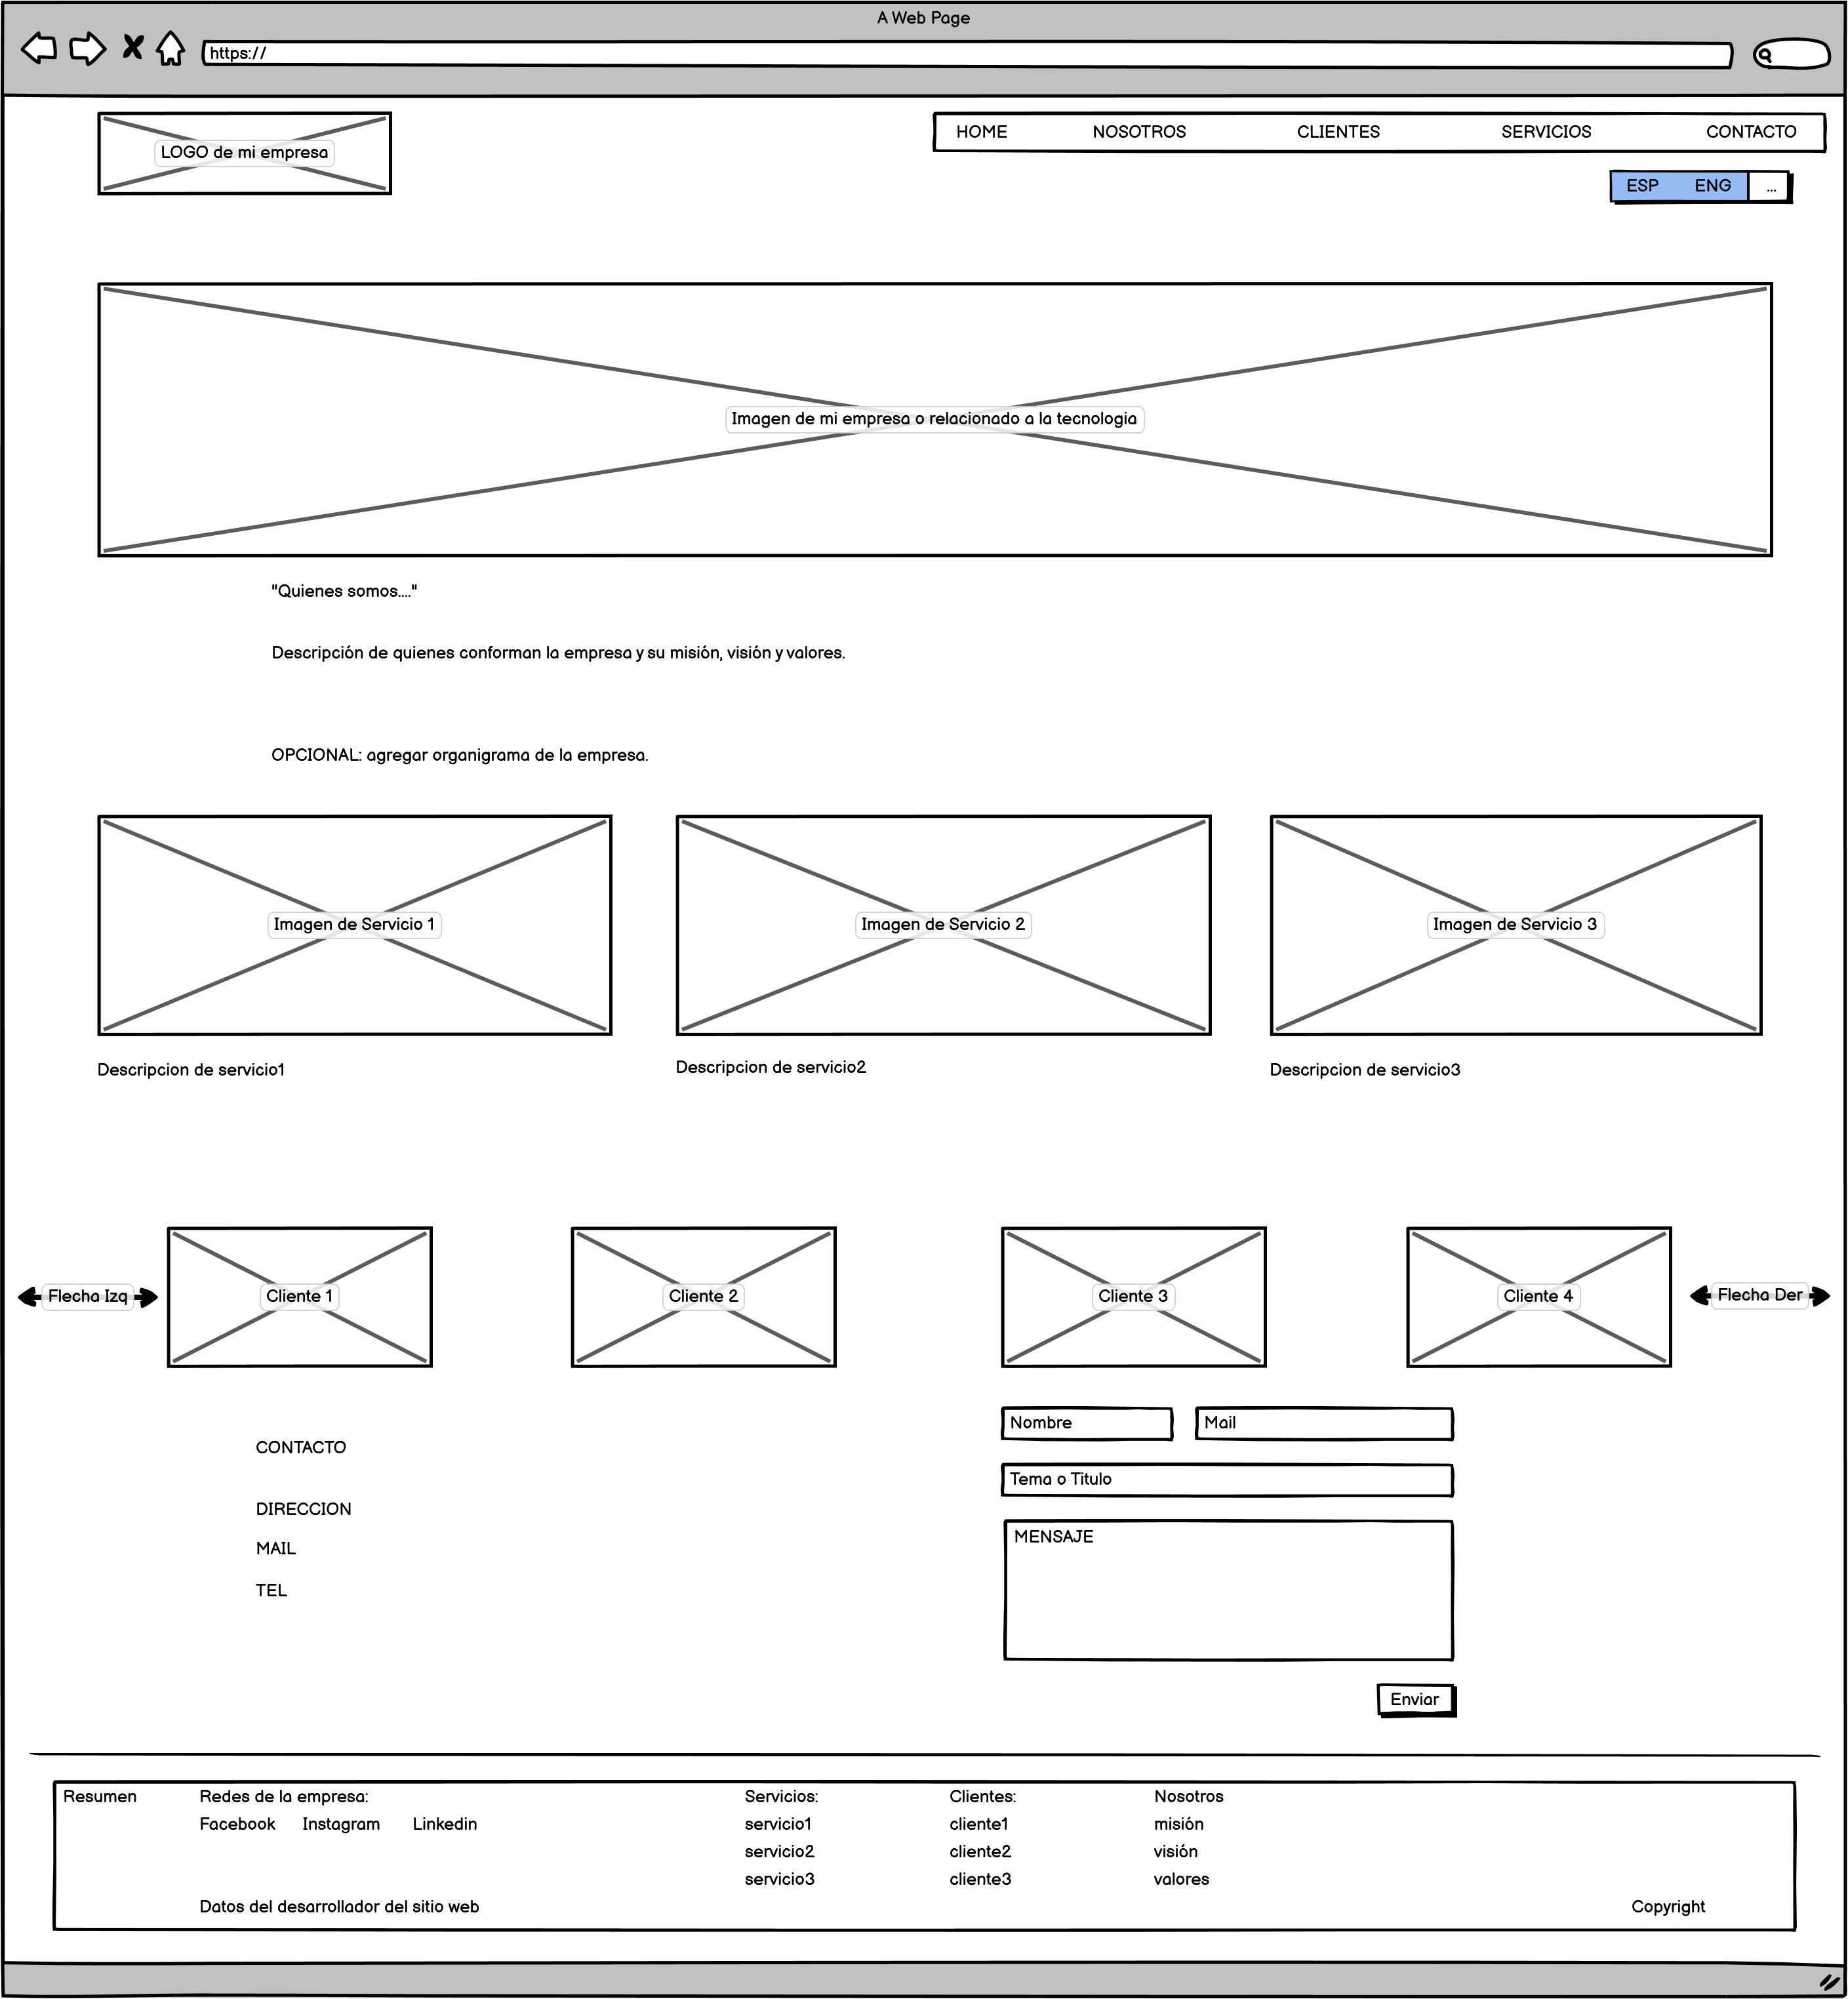 A Web Page
https://
LOGO de mi empresa
HOME NOSOTROS CLIENTES SERVICIOS CONTACTO
ESP ENG ...
Imagen de mi empresa o relacionado a la tecnologia
"Quienes somos...."
Descripción de quienes conforman la empresa y su misión, visión y valores.
OPCIONAL: agregar organigrama de la empresa.
Imagen de Servicio 1 Imagen de Servicio 2 Imagen de Servicio 3
Descripcion de servicio1 Descripcion de servicio2 Descripcion de servicio3
Flecha Izq Cliente 1 Cliente 2 Cliente 3 Cliente 4 Flecha Der
CONTACTO
DIRECCION
MAIL
TEL
Nombre Mail
Tema o Titulo
MENSAJE
Enviar
Resumen Redes de la empresa: Servicios: Clientes: Nosotros
Facebook Instagram Linkedin servicio1 cliente1 misión
servicio2 cliente2 visión
servicio3 cliente3 valores
Datos del desarrollador del sitio web Copyright